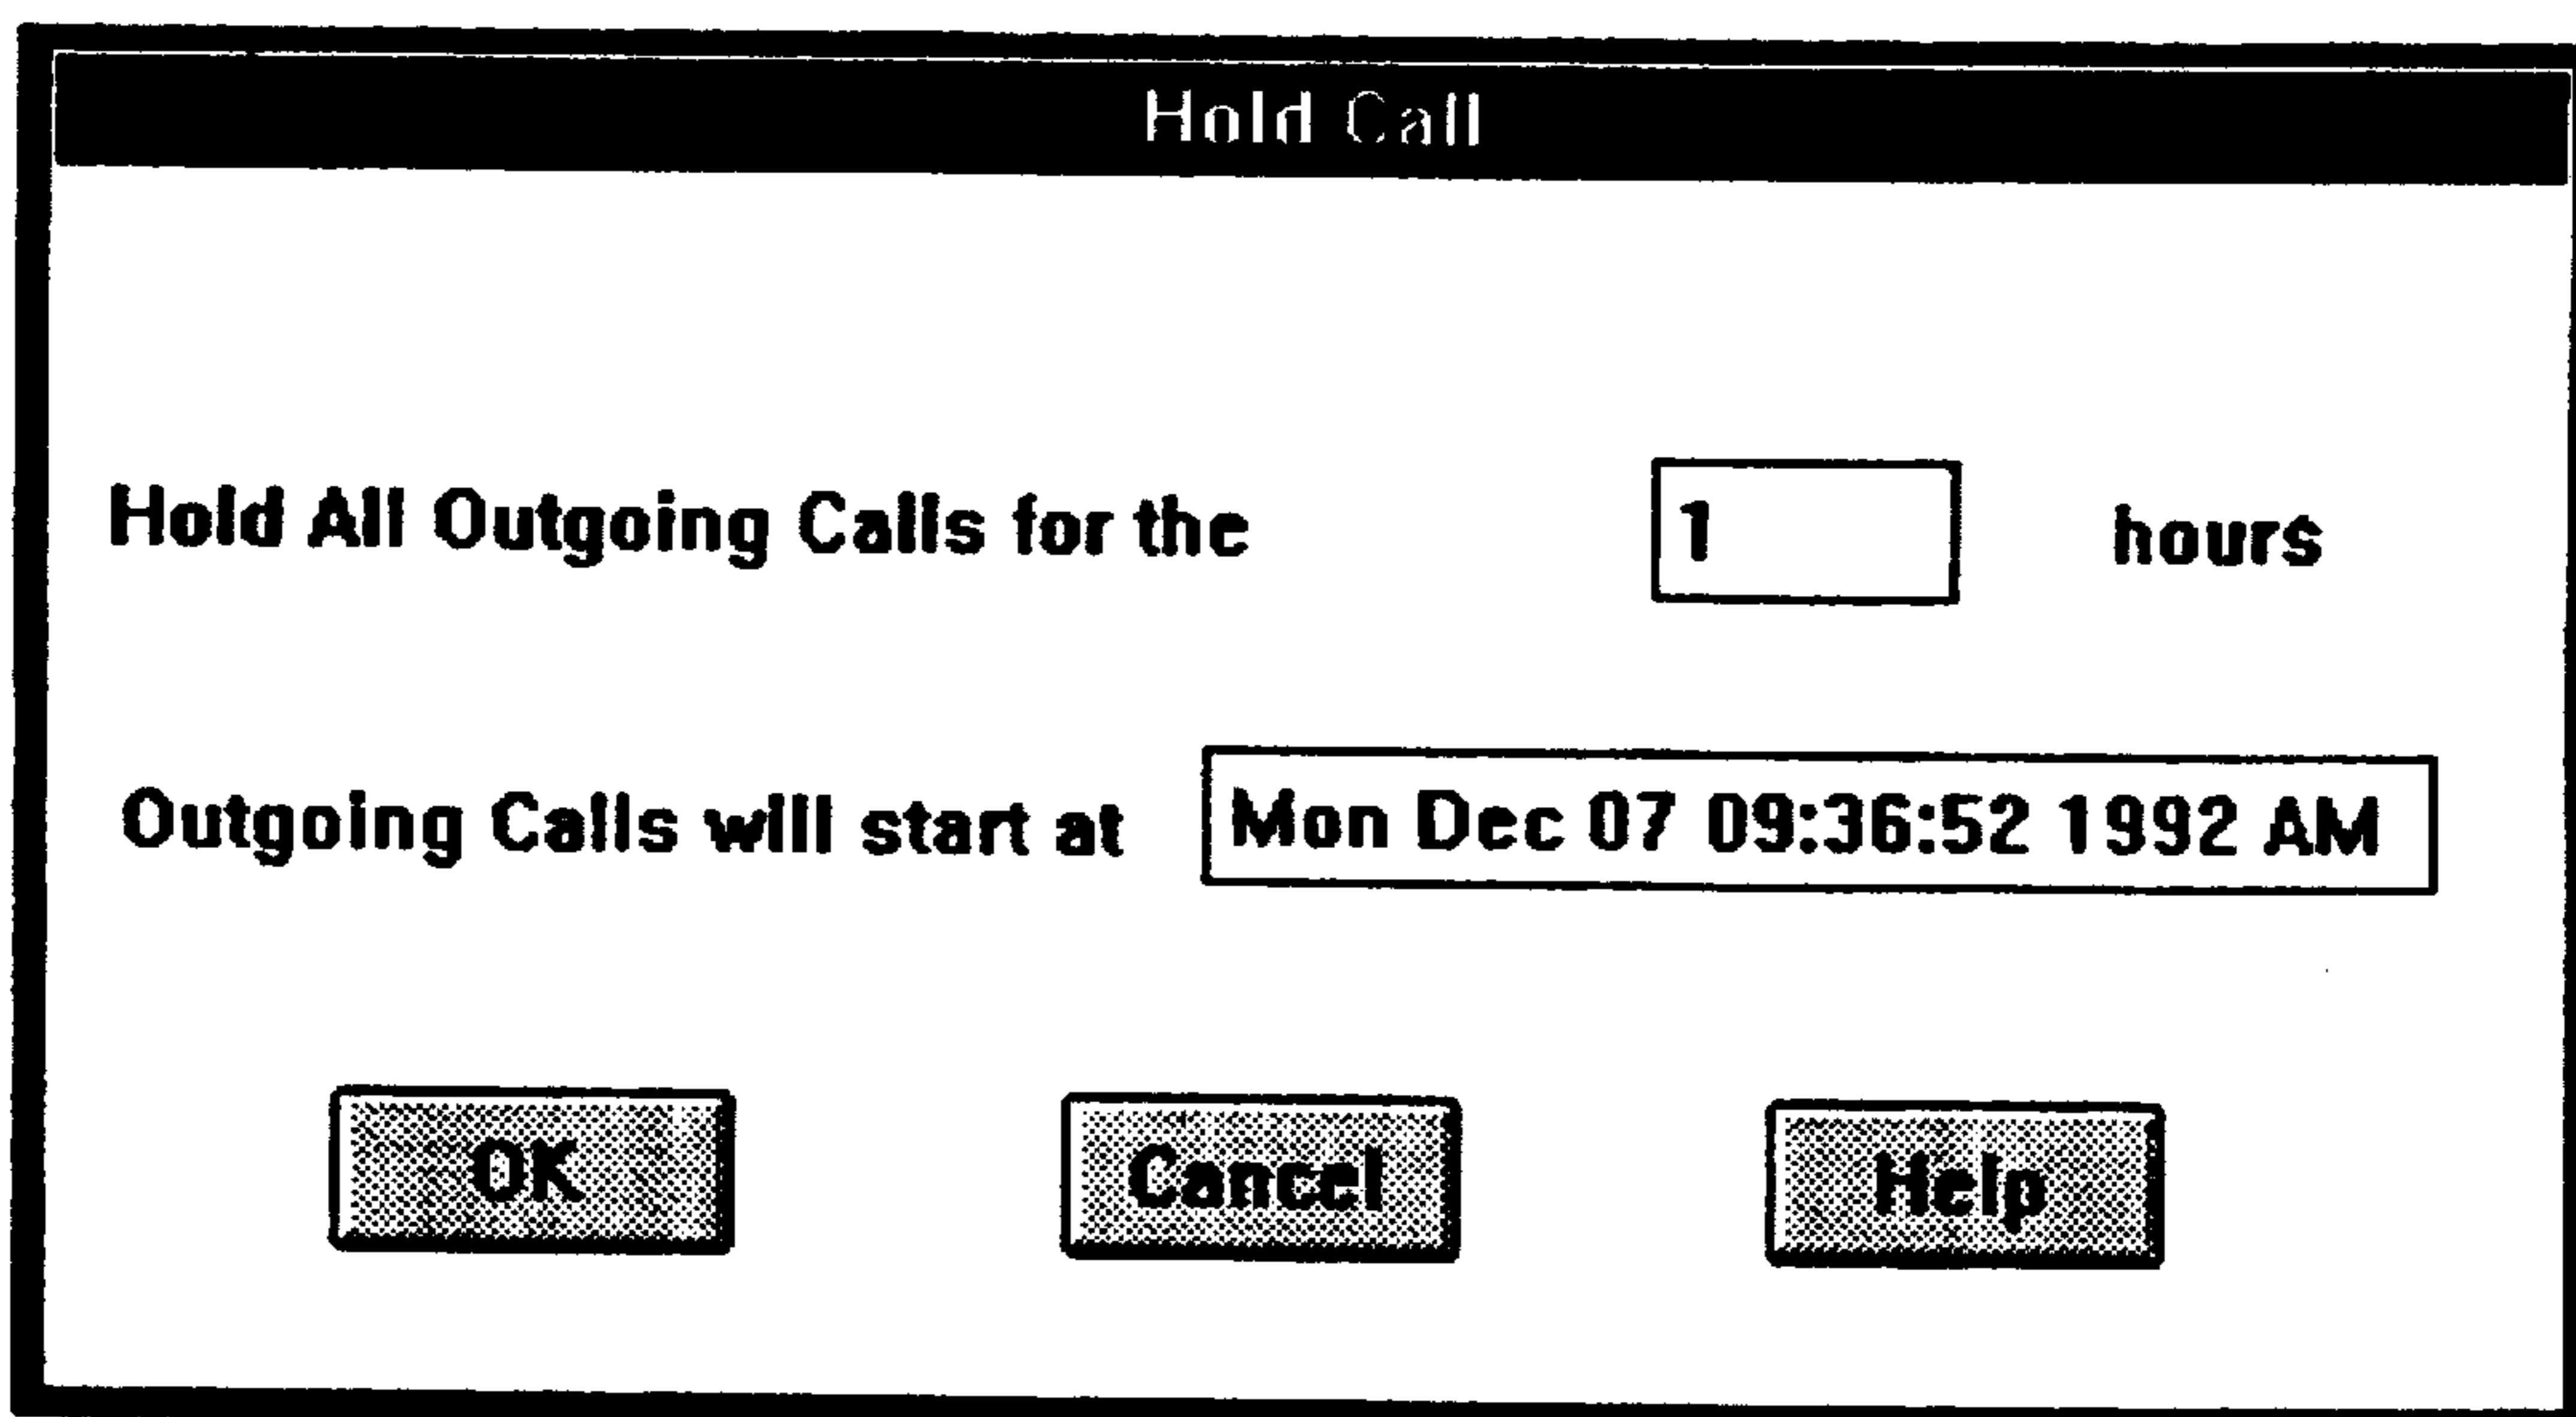 Hold Call
Hold All Outgoing Calls for the 1 hours
Outgoing Calls will start at Mon Dec 07 09:36:52 1992 AM
OK Cancel Help